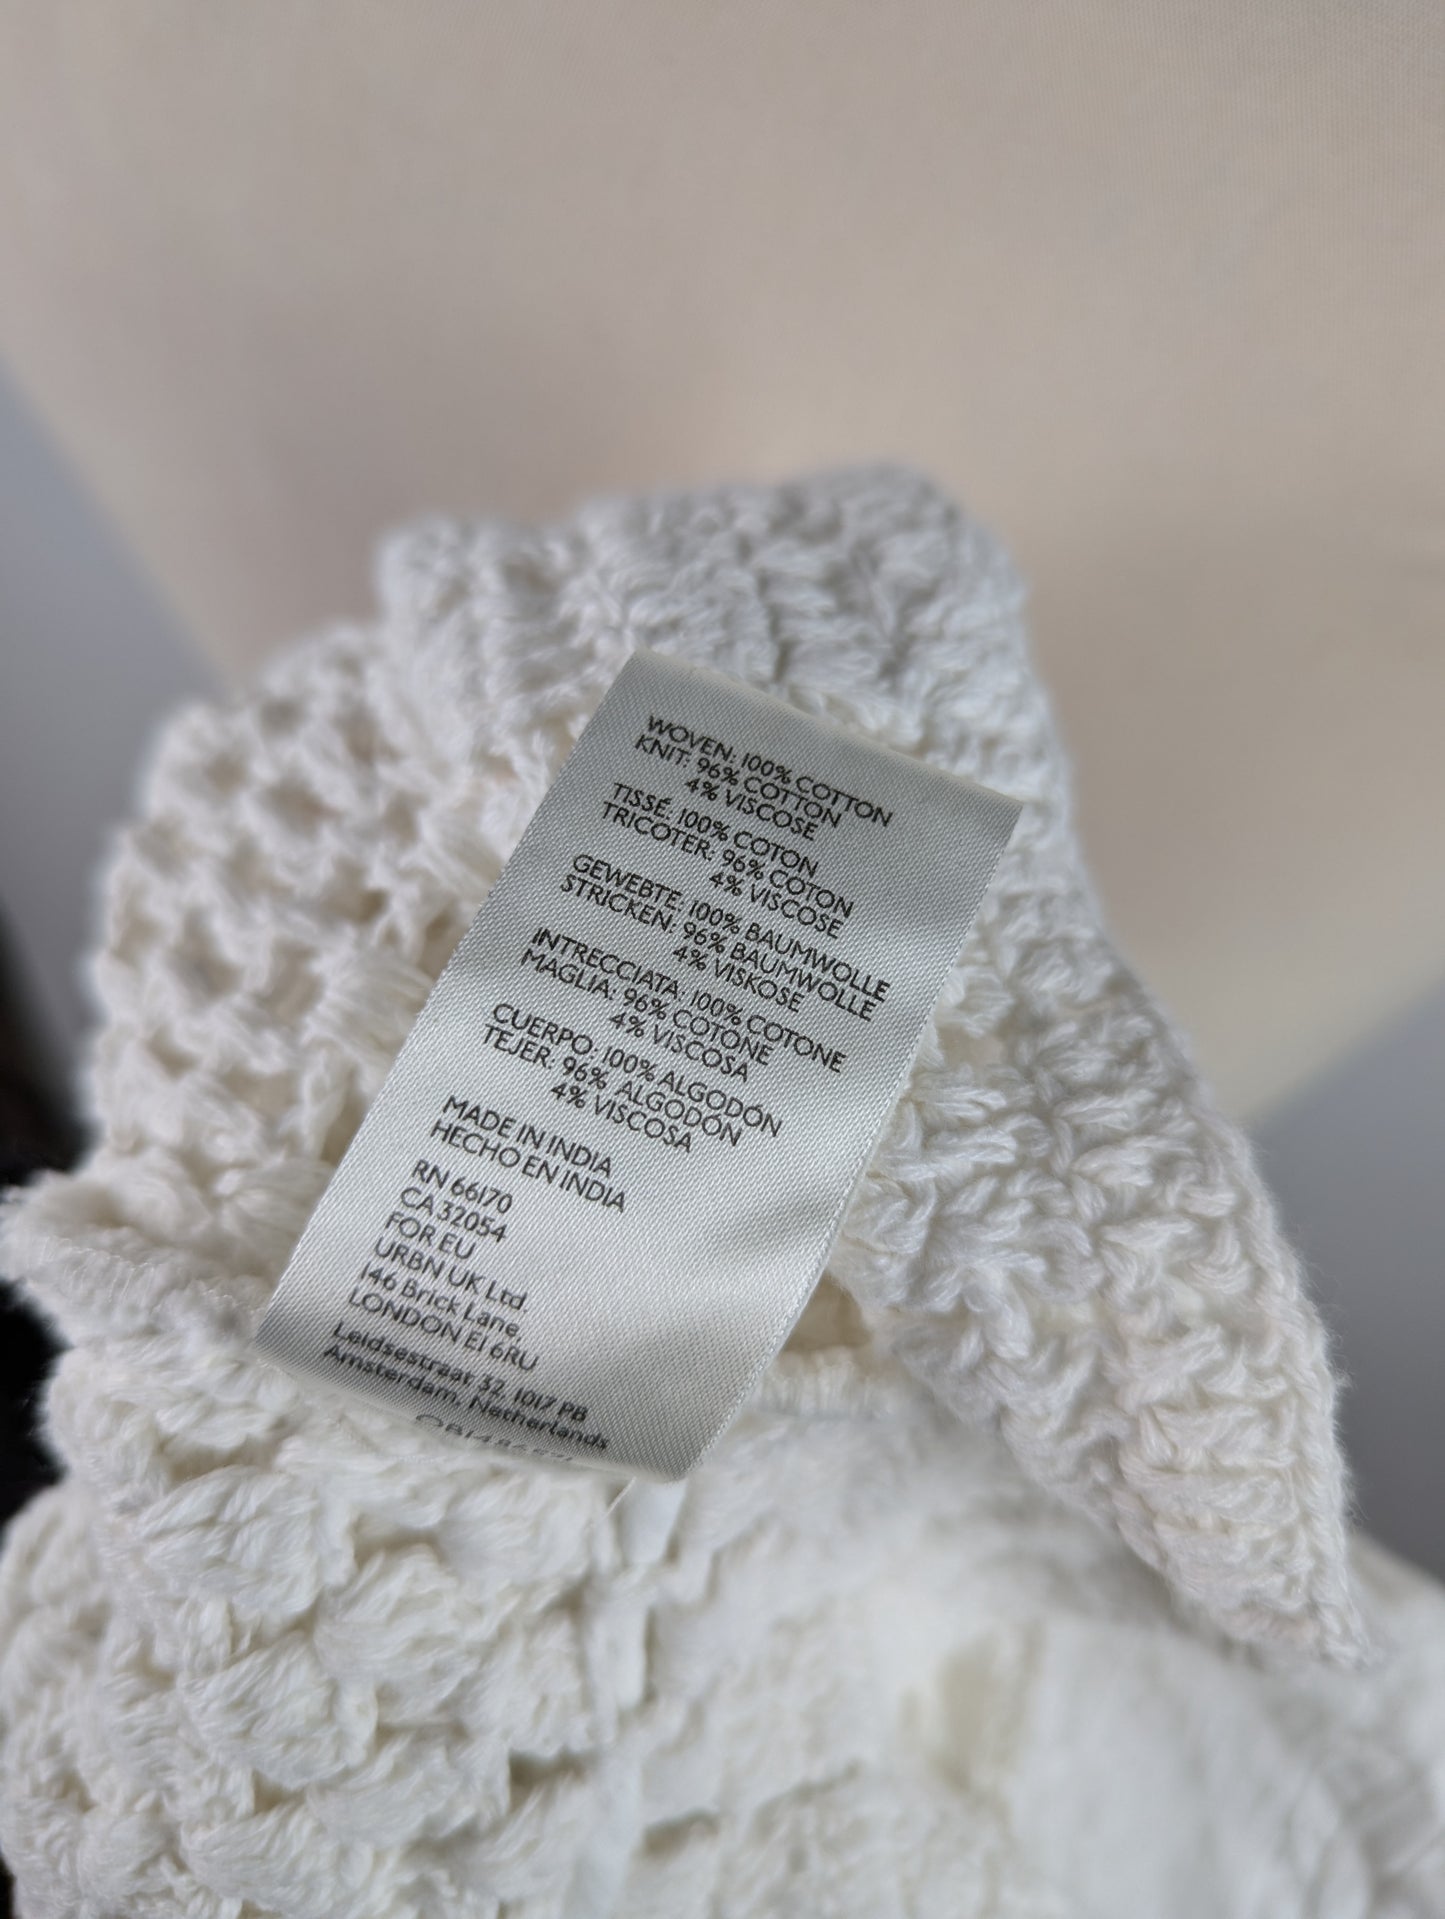 WOVEN: 100% COTTON
KNIT: 96% COTTON
4% VISCOSE
TISSÉ: 100% COTON
TRICOTER: 96% COTON
4% VISCOSE
GEWEBTE: 100% BAUMWOLLE
STRICKEN: 96% BAUMWOLLE
4% VISKOSE
INTRECCIATA: 100% COTONE
MAGLIA: 96% COTONE
4% VISCOSA
CUERPO: 100% ALGODÓN
TEJER: 96% ALGODÓN
4% VISCOSA
MADE IN INDIA
HECHO EN INDIA
RN 66170
CA 32054
FOR EU
URBN UK Ltd.
146 Brick Lane,
LONDON E1 6RU
Leidsestraat 32, 1017 PB
Amsterdam, Netherlands